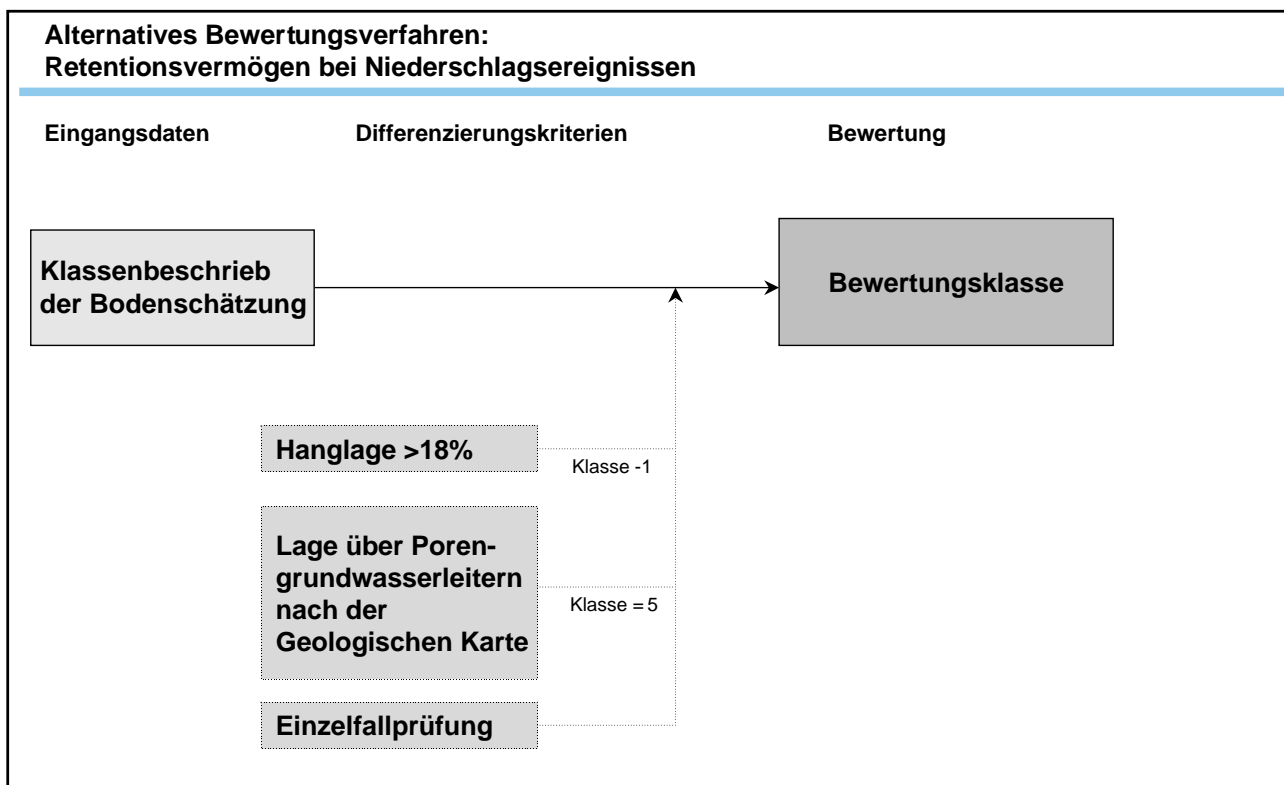 Alternatives Bewertungsverfahren:
Retentionsvermögen bei Niederschlagsereignissen
Eingangsdaten
Differenzierungskriterien
Bewertung
Klassenbeschrieb
der Bodenschätzung
Bewertungsklasse
Hanglage >18%
Klasse -1
Lage über Poren-
grundwasserleitern
nach der
Geologischen Karte
Klasse = 5
Einzelfallprüfung